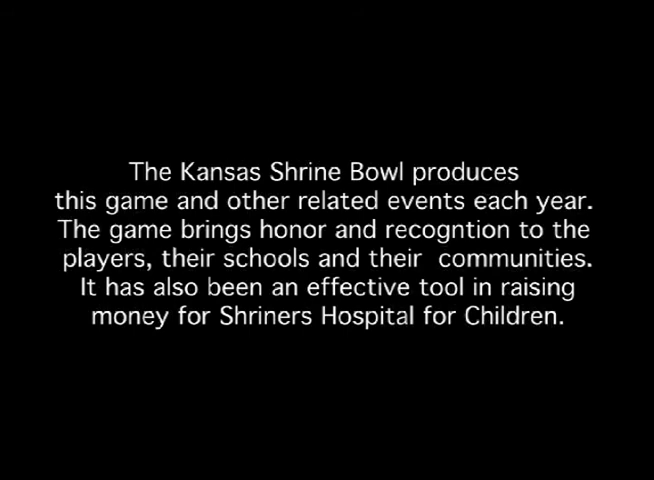 The Kansas Shrine Bowl produces
this game and other related events each year.
The game brings honor and recogntion to the
players, their schools and their communities.
It has also been an effective tool in raising
money for Shriners Hospital for Children.